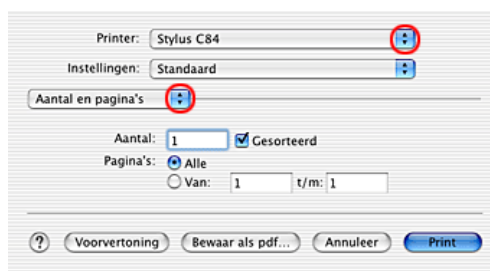 Printer: Stylus C84
Instellingen: Standaard
Aantal en pagina's
Aantal: 1 Gesorteerd
Pagina's: Alle
Van: 1 t/m: 1
? Voorvertoning Bewaar als pdf... Annuleer Print